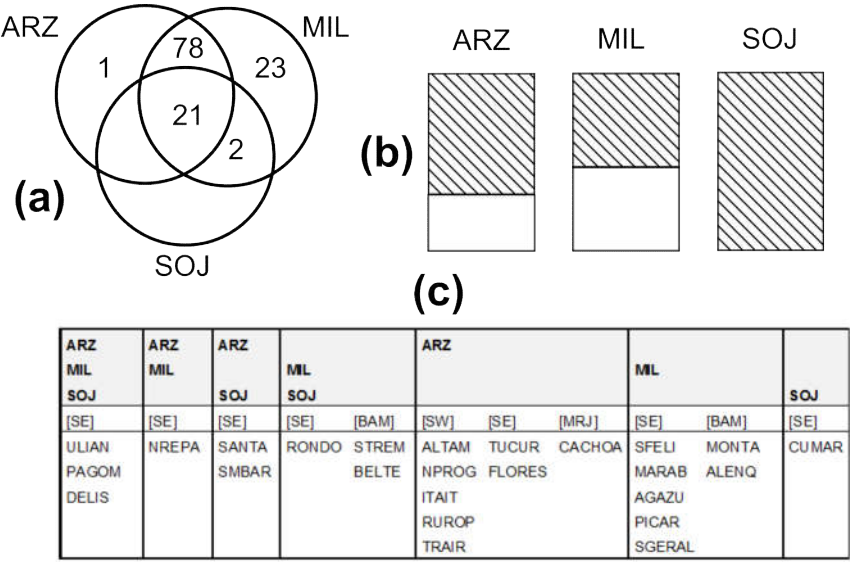 ARZ MIL
78
1 23
21
2
(a)
SOJ
ARZ MIL SOJ
(b)
(c)
ARZ ARZ ARZ ARZ
MIL MIL MIL MIL
SOJ SOJ SOJ SOJ
[SE] [SE] [SE] [SE] [BAM] [SW] [SE] [MRJ] [SE] [BAM] [SE]
ULIAN NREPA SANTA RONDO STREM ALTAM TUCUR CACHOA SFELI MONTA CUMAR
PAGOM SMBAR BELTE NPROG FLORES MARAB ALENQ
DELIS ITAIT AGAZU
RUROP PICAR
TRAIR SGERAL